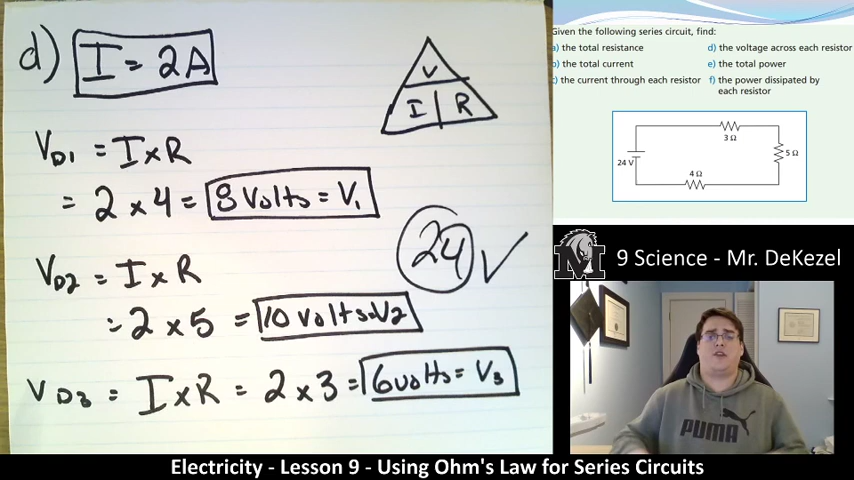 d) I = 2A
V
I R
VD1 = I x R
= 2 x 4 = 8 Volts = V1
24 ✓
VD2 = I x R
= 2 x 5 = 10 volts = V2
VD3 = I x R = 2 x 3 = 6 volts = V3
Given the following series circuit, find:
a) the total resistance
b) the total current
c) the current through each resistor
d) the voltage across each resistor
e) the total power
f) the power dissipated by
each resistor
3 Ω
24 V
5 Ω
4 Ω
M
9 Science - Mr. DeKezel
PUMA
Electricity - Lesson 9 - Using Ohm's Law for Series Circuits